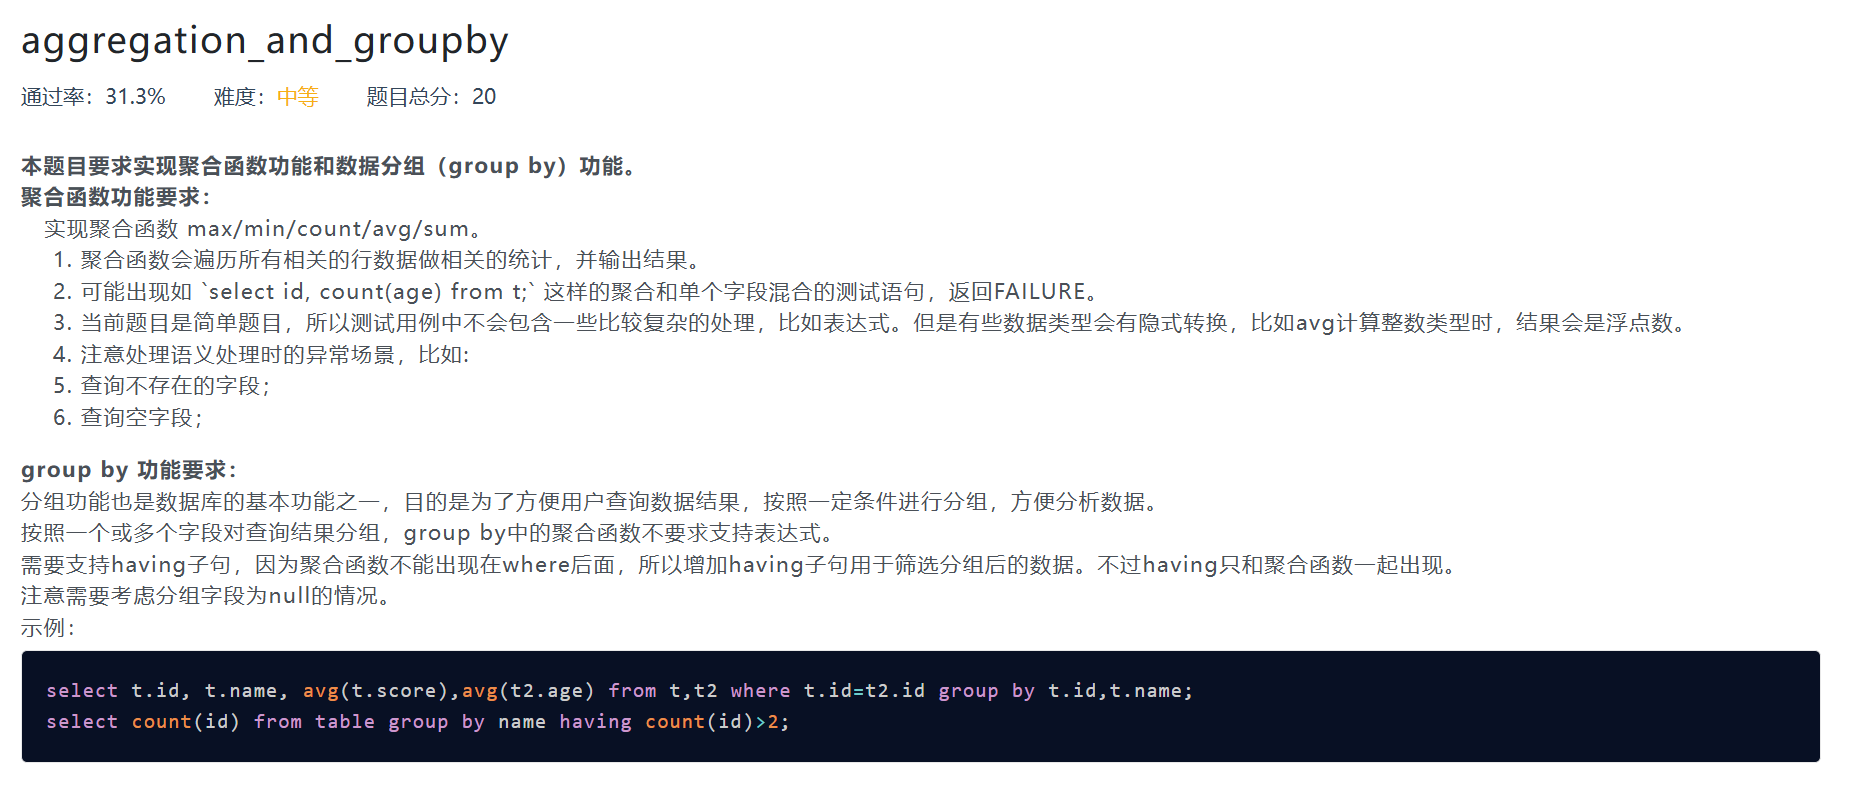 aggregation_and_groupby
通过率：31.3% 难度：中等 题目总分：20
本题目要求实现聚合函数功能和数据分组（group by）功能。
聚合函数功能要求：
实现聚合函数 max/min/count/avg/sum。
1. 聚合函数会遍历所有相关的行数据做相关的统计，并输出结果。
2. 可能出现如 `select id, count(age) from t;` 这样的聚合和单个字段混合的测试语句，返回FAILURE。
3. 当前题目是简单题目，所以测试用例中不会包含一些比较复杂的处理，比如表达式。但是有些数据类型会有隐式转换，比如avg计算整数类型时，结果会是浮点数。
4. 注意处理语义处理时的异常场景，比如:
5. 查询不存在的字段；
6. 查询空字段；
group by 功能要求：
分组功能也是数据库的基本功能之一，目的是为了方便用户查询数据结果，按照一定条件进行分组，方便分析数据。
按照一个或多个字段对查询结果分组，group by中的聚合函数不要求支持表达式。
需要支持having子句，因为聚合函数不能出现在where后面，所以增加having子句用于筛选分组后的数据。不过having只和聚合函数一起出现。
注意需要考虑分组字段为null的情况。
示例：
select t.id, t.name, avg(t.score),avg(t2.age) from t,t2 where t.id=t2.id group by t.id,t.name;
select count(id) from table group by name having count(id)>2;